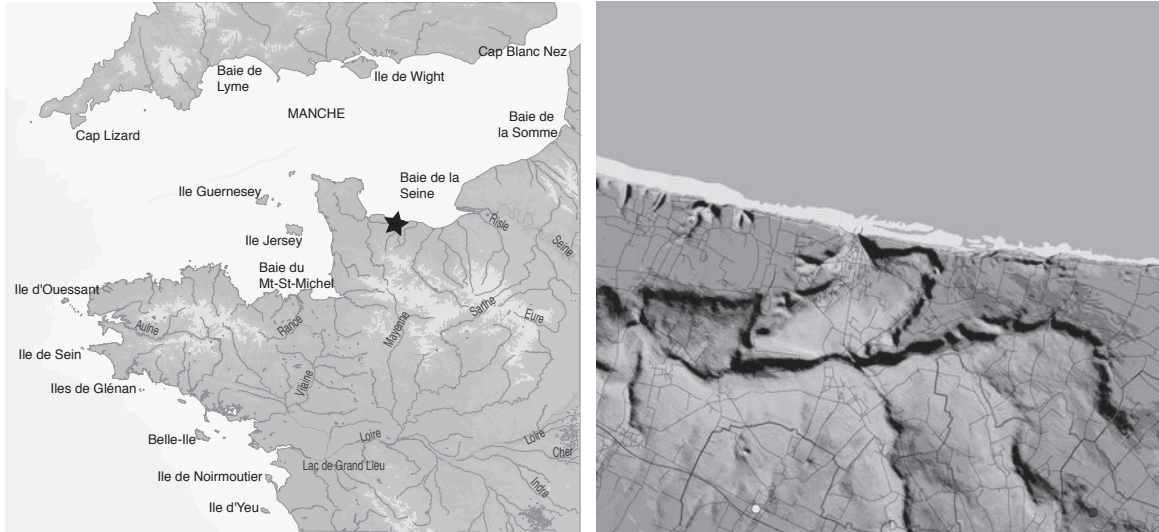 Cap Blanc Nez
Baie de
Lyme
Ile de Wight
MANCHE
Baie de
la Somme
Cap Lizard
Baie de la
Seine
Ile Guernesey
Risle
Seine
Ile Jersey
Baie du
Mt-St-Michel
Ile d'Ouessant
Aulne
Rance
Mayenne
Sarthe
Eure
Ile de Sein
Iles de Glénan
Vilaine
Belle-Ile
Loire
Loire
Cher
Lac de Grand Lieu
Ile de Noirmoutier
Indre
Ile d'Yeu